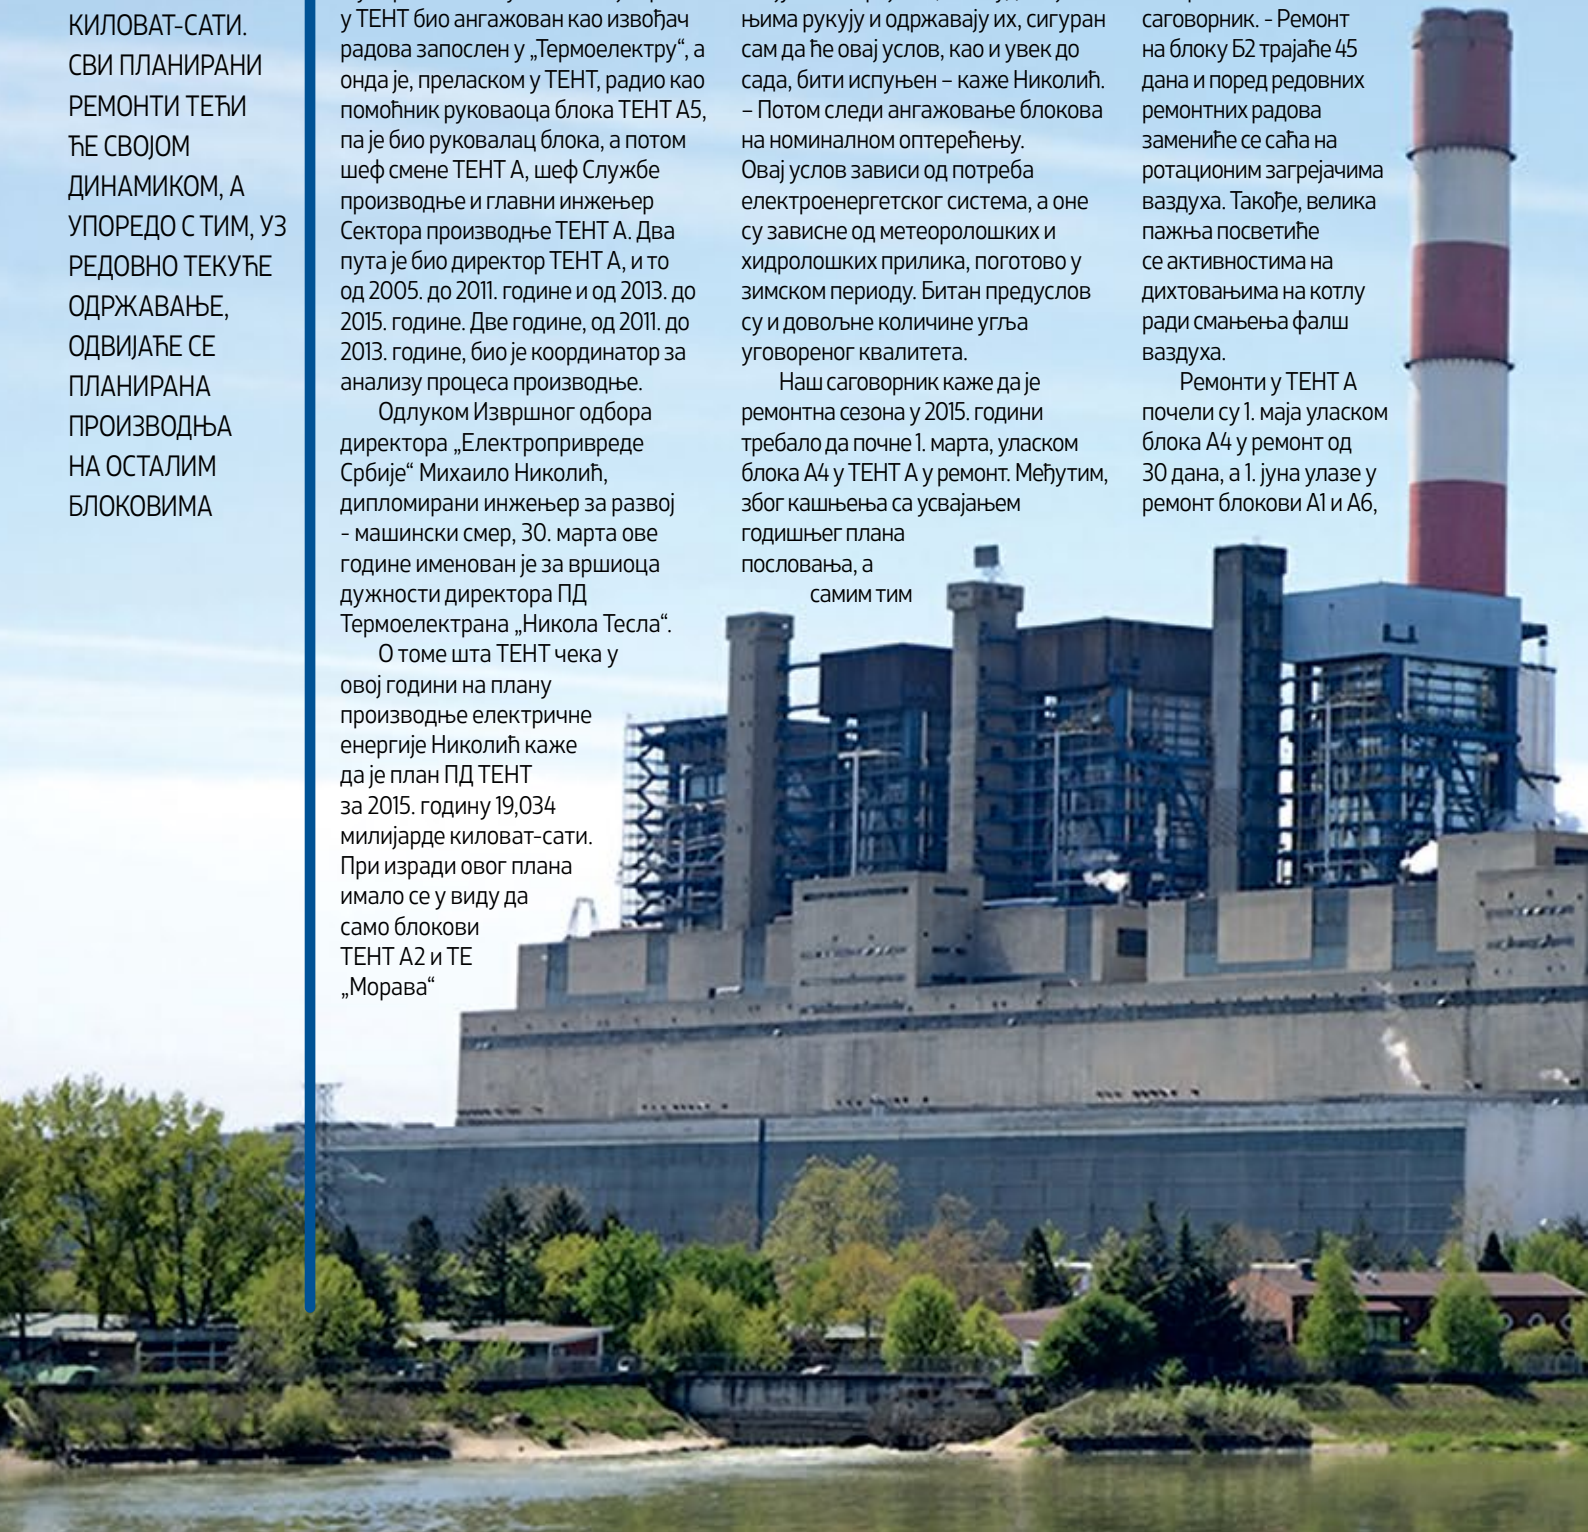 КИЛОВАТ-САТИ.
СВИ ПЛАНИРАНИ
РЕМОНТИ ТЕЋИ
ЋЕ СВОЈОМ
ДИНАМИКОМ, А
УПОРЕДО С ТИМ, УЗ
РЕДОВНО ТЕКУЋЕ
ОДРЖАВАЊЕ,
ОДВИЈАЋЕ СЕ
ПЛАНИРАНА
ПРОИЗВОДЊА
НА ОСТАЛИМ
БЛОКОВИМА
у ТЕНТ био ангажован као извођач
радова запослен у „Термоелектру“, а
онда је, преласком у ТЕНТ, радио као
помоћник руковаоца блока ТЕНТ А5,
па је био руковалац блока, а потом
шеф смене ТЕНТ А, шеф Службе
производње и главни инжењер
Сектора производње ТЕНТ А. Два
пута је био директор ТЕНТ А, и то
од 2005. до 2011. године и од 2013. до
2015. године. Две године, од 2011. до
2013. године, био је координатор за
анализу процеса производње.
Одлуком Извршног одбора
директора „Електропривреде
Србије“ Михаило Николић,
дипломирани инжењер за развој
- машински смер, 30. марта ове
године именован је за вршиоца
дужности директора ПД
Термоелектрана „Никола Тесла“.
О томе шта ТЕНТ чека у
овој години на плану
производње електричне
енергије Николић каже
да је план ПД ТЕНТ
за 2015. годину 19,034
милијарде киловат-сати.
При изради овог плана
имало се у виду да
само блокови
ТЕНТ А2 и ТЕ
„Морава“
њима рукују и одржавају их, сигуран
сам да ће овај услов, као и увек до
сада, бити испуњен – каже Николић.
– Потом следи ангажовање блокова
на номиналном оптерећењу.
Овај услов зависи од потреба
електроенергетског система, а оне
су зависне од метеоролошких и
хидролошких прилика, поготово у
зимском периоду. Битан предуслов
су и довољне количине угља
уговореног квалитета.
Наш саговорник каже да је
ремонтна сезона у 2015. години
требало да почне 1. марта, уласком
блока А4 у ТЕНТ А у ремонт. Међутим,
због кашњења са усвајањем
годишњег плана
пословања, а
самим тим
саговорник. - Ремонт
на блоку Б2 трајаће 45
дана и поред редовних
ремонтних радова
замениће се саћа на
ротационим загрејачима
ваздуха. Такође, велика
пажња посветиће
се активностима на
дихтовањима на котлу
ради смањења фалш
ваздуха.
Ремонти у ТЕНТ А
почели су 1. маја уласком
блока А4 у ремонт од
30 дана, а 1. јуна улазе у
ремонт блокови А1 и А6,